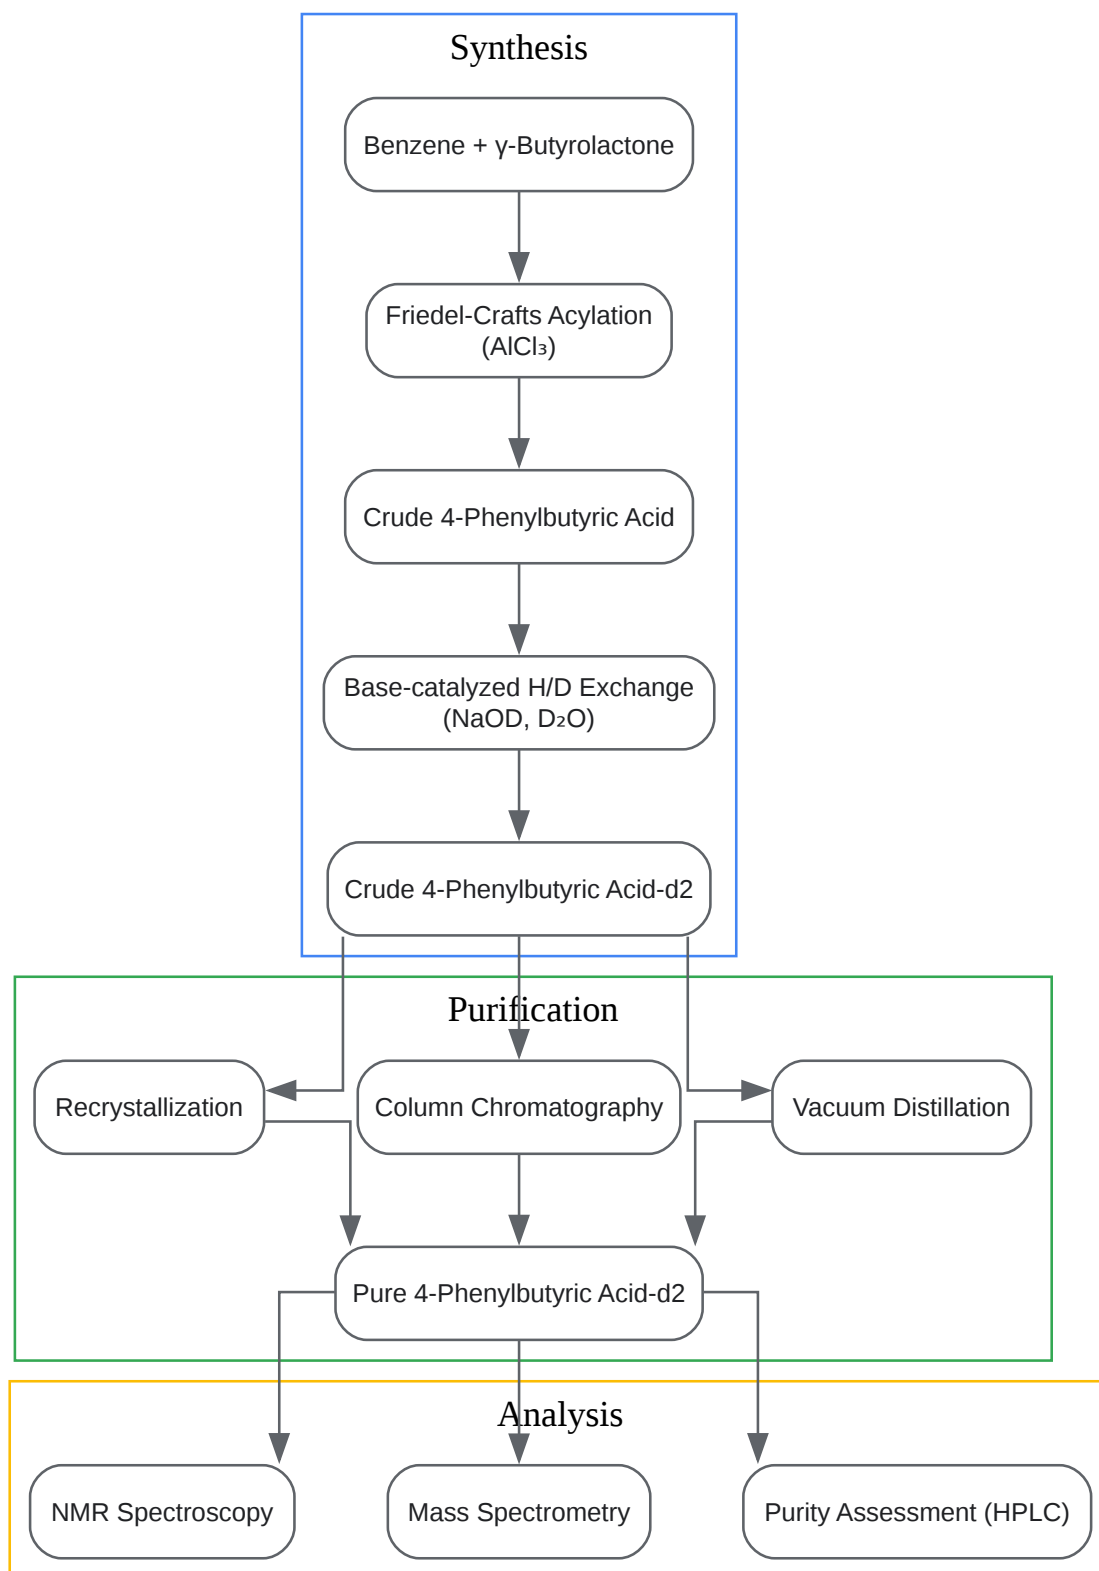 Synthesis
Benzene + γ-Butyrolactone
Friedel-Crafts Acylation
(AlCl₃)
Crude 4-Phenylbutyric Acid
Base-catalyzed H/D Exchange
(NaOD, D₂O)
Crude 4-Phenylbutyric Acid-d2
Purification
Recrystallization
Column Chromatography
Vacuum Distillation
Pure 4-Phenylbutyric Acid-d2
Analysis
NMR Spectroscopy
Mass Spectrometry
Purity Assessment (HPLC)